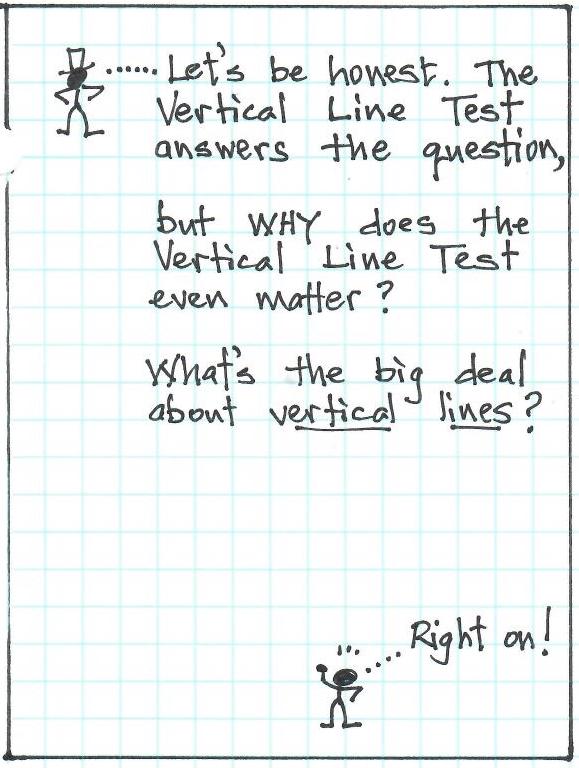 Let's be honest. The
Vertical Line Test
answers the question,
but WHY does the
Vertical Line Test
even matter?
What's the big deal
about vertical lines?
Right on!